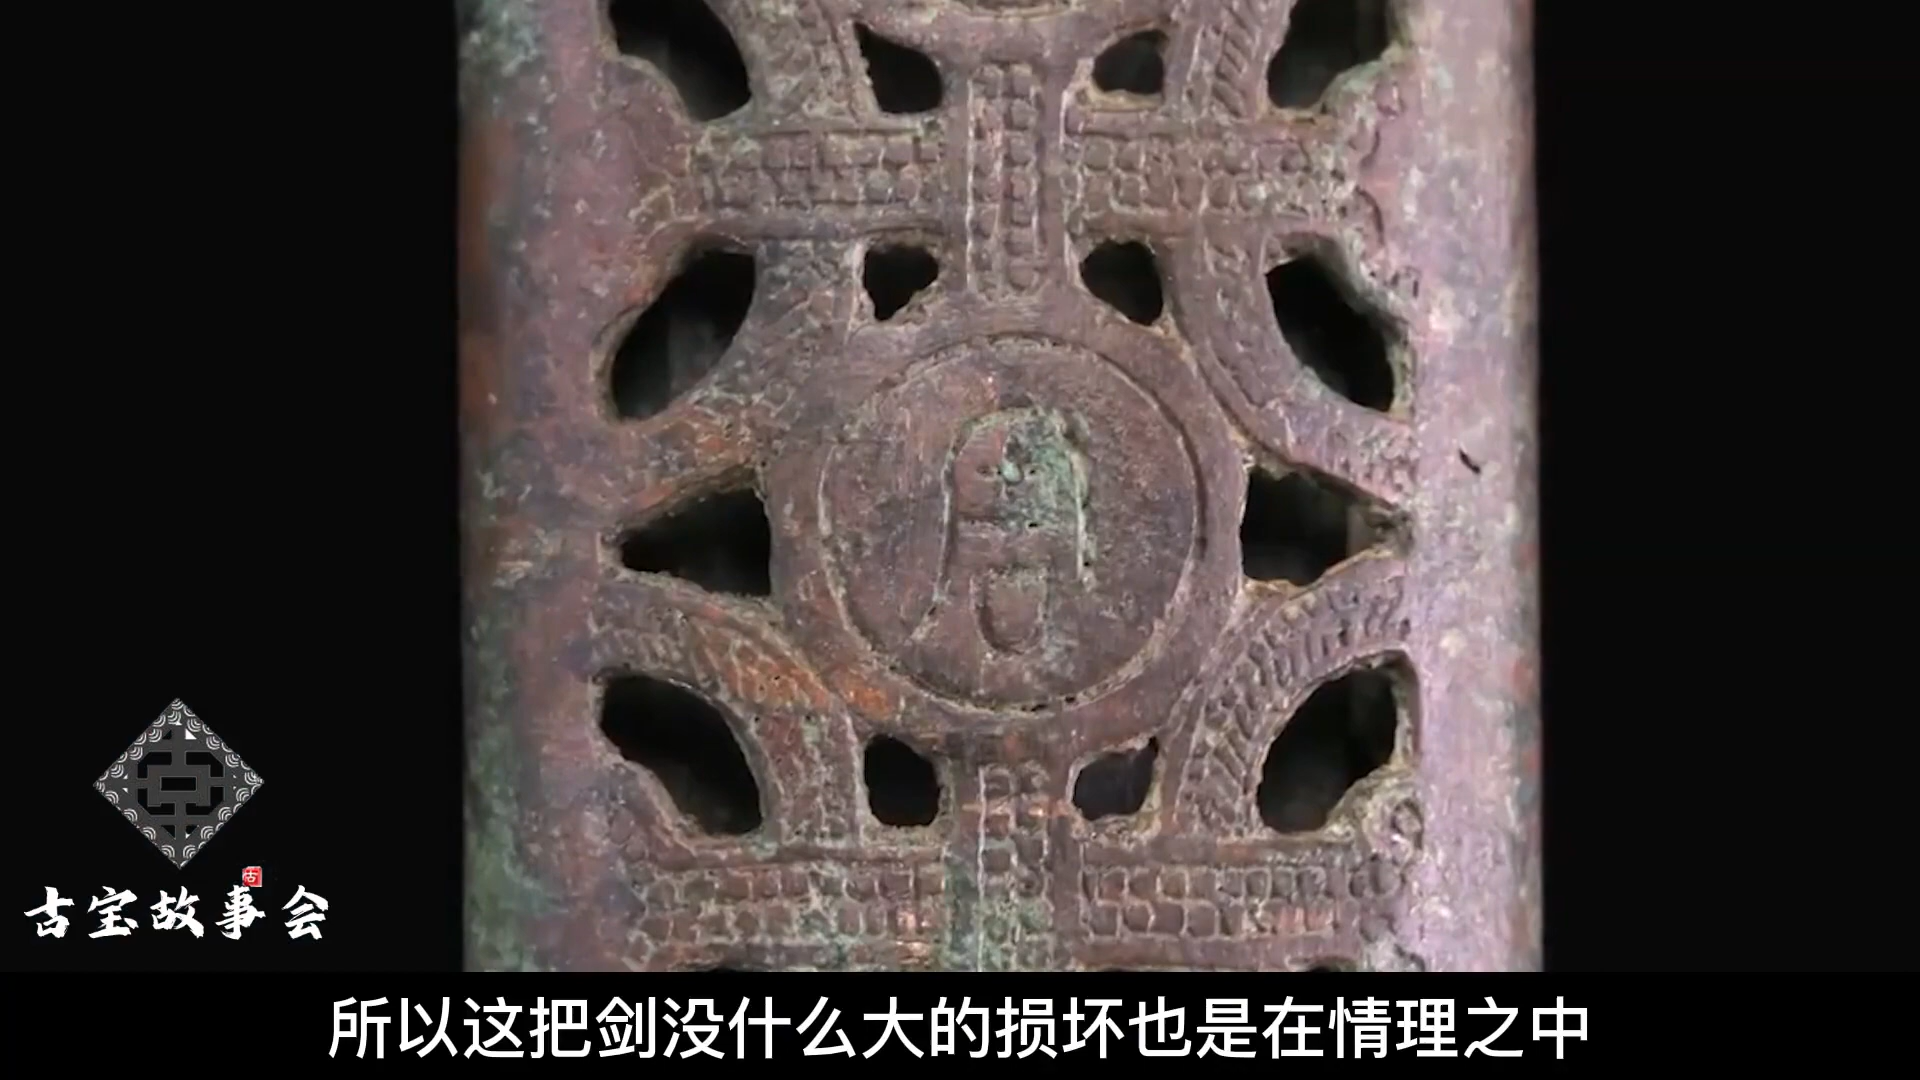 古
古宝故事会
所以这把剑没什么大的损坏也是在情理之中